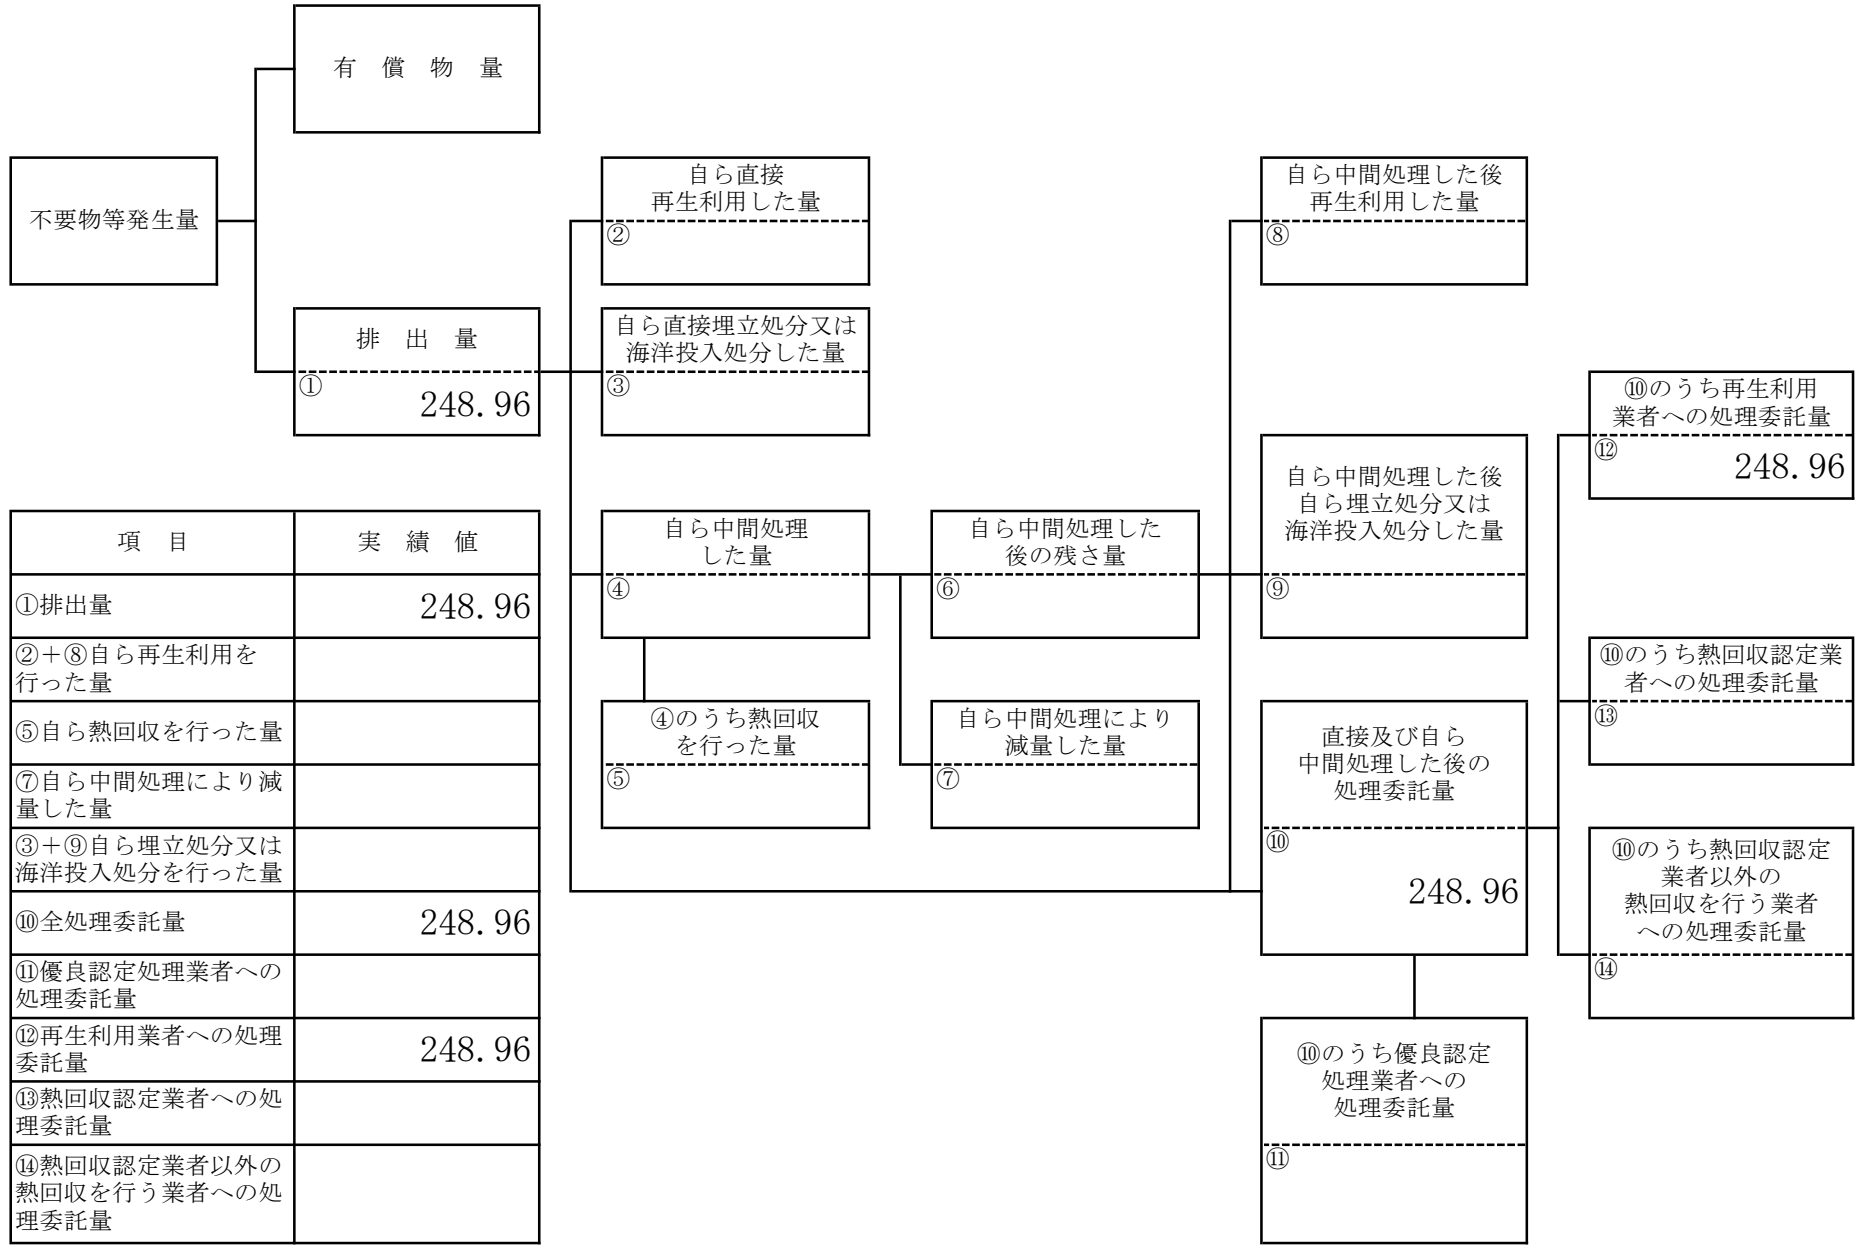 有　償　物　量
不要物等発生量
排　出　量
①
248.96
自ら直接
再生利用した量
②
自ら直接埋立処分又は
海洋投入処分した量
③
自ら中間処理
した量
④
④のうち熱回収
を行った量
⑤
自ら中間処理した
後の残さ量
⑥
自ら中間処理により
減量した量
⑦
自ら中間処理した後
再生利用した量
⑧
自ら中間処理した後
自ら埋立処分又は
海洋投入処分した量
⑨
直接及び自ら
中間処理した後の
処理委託量
⑩
248.96
⑩のうち優良認定
処理業者への
処理委託量
⑪
⑩のうち再生利用
業者への処理委託量
⑫
248.96
⑩のうち熱回収認定業
者への処理委託量
⑬
⑩のうち熱回収認定
業者以外の
熱回収を行う業者
への処理委託量
⑭
項　目　実　績　値
①排出量　248.96
②＋⑧自ら再生利用を
行った量
⑤自ら熱回収を行った量
⑦自ら中間処理により減
量した量
③＋⑨自ら埋立処分又は
海洋投入処分を行った量
⑩全処理委託量　248.96
⑪優良認定処理業者への
処理委託量
⑫再生利用業者への処理
委託量　248.96
⑬熱回収認定業者への処
理委託量
⑭熱回収認定業者以外の
熱回収を行う業者への処
理委託量